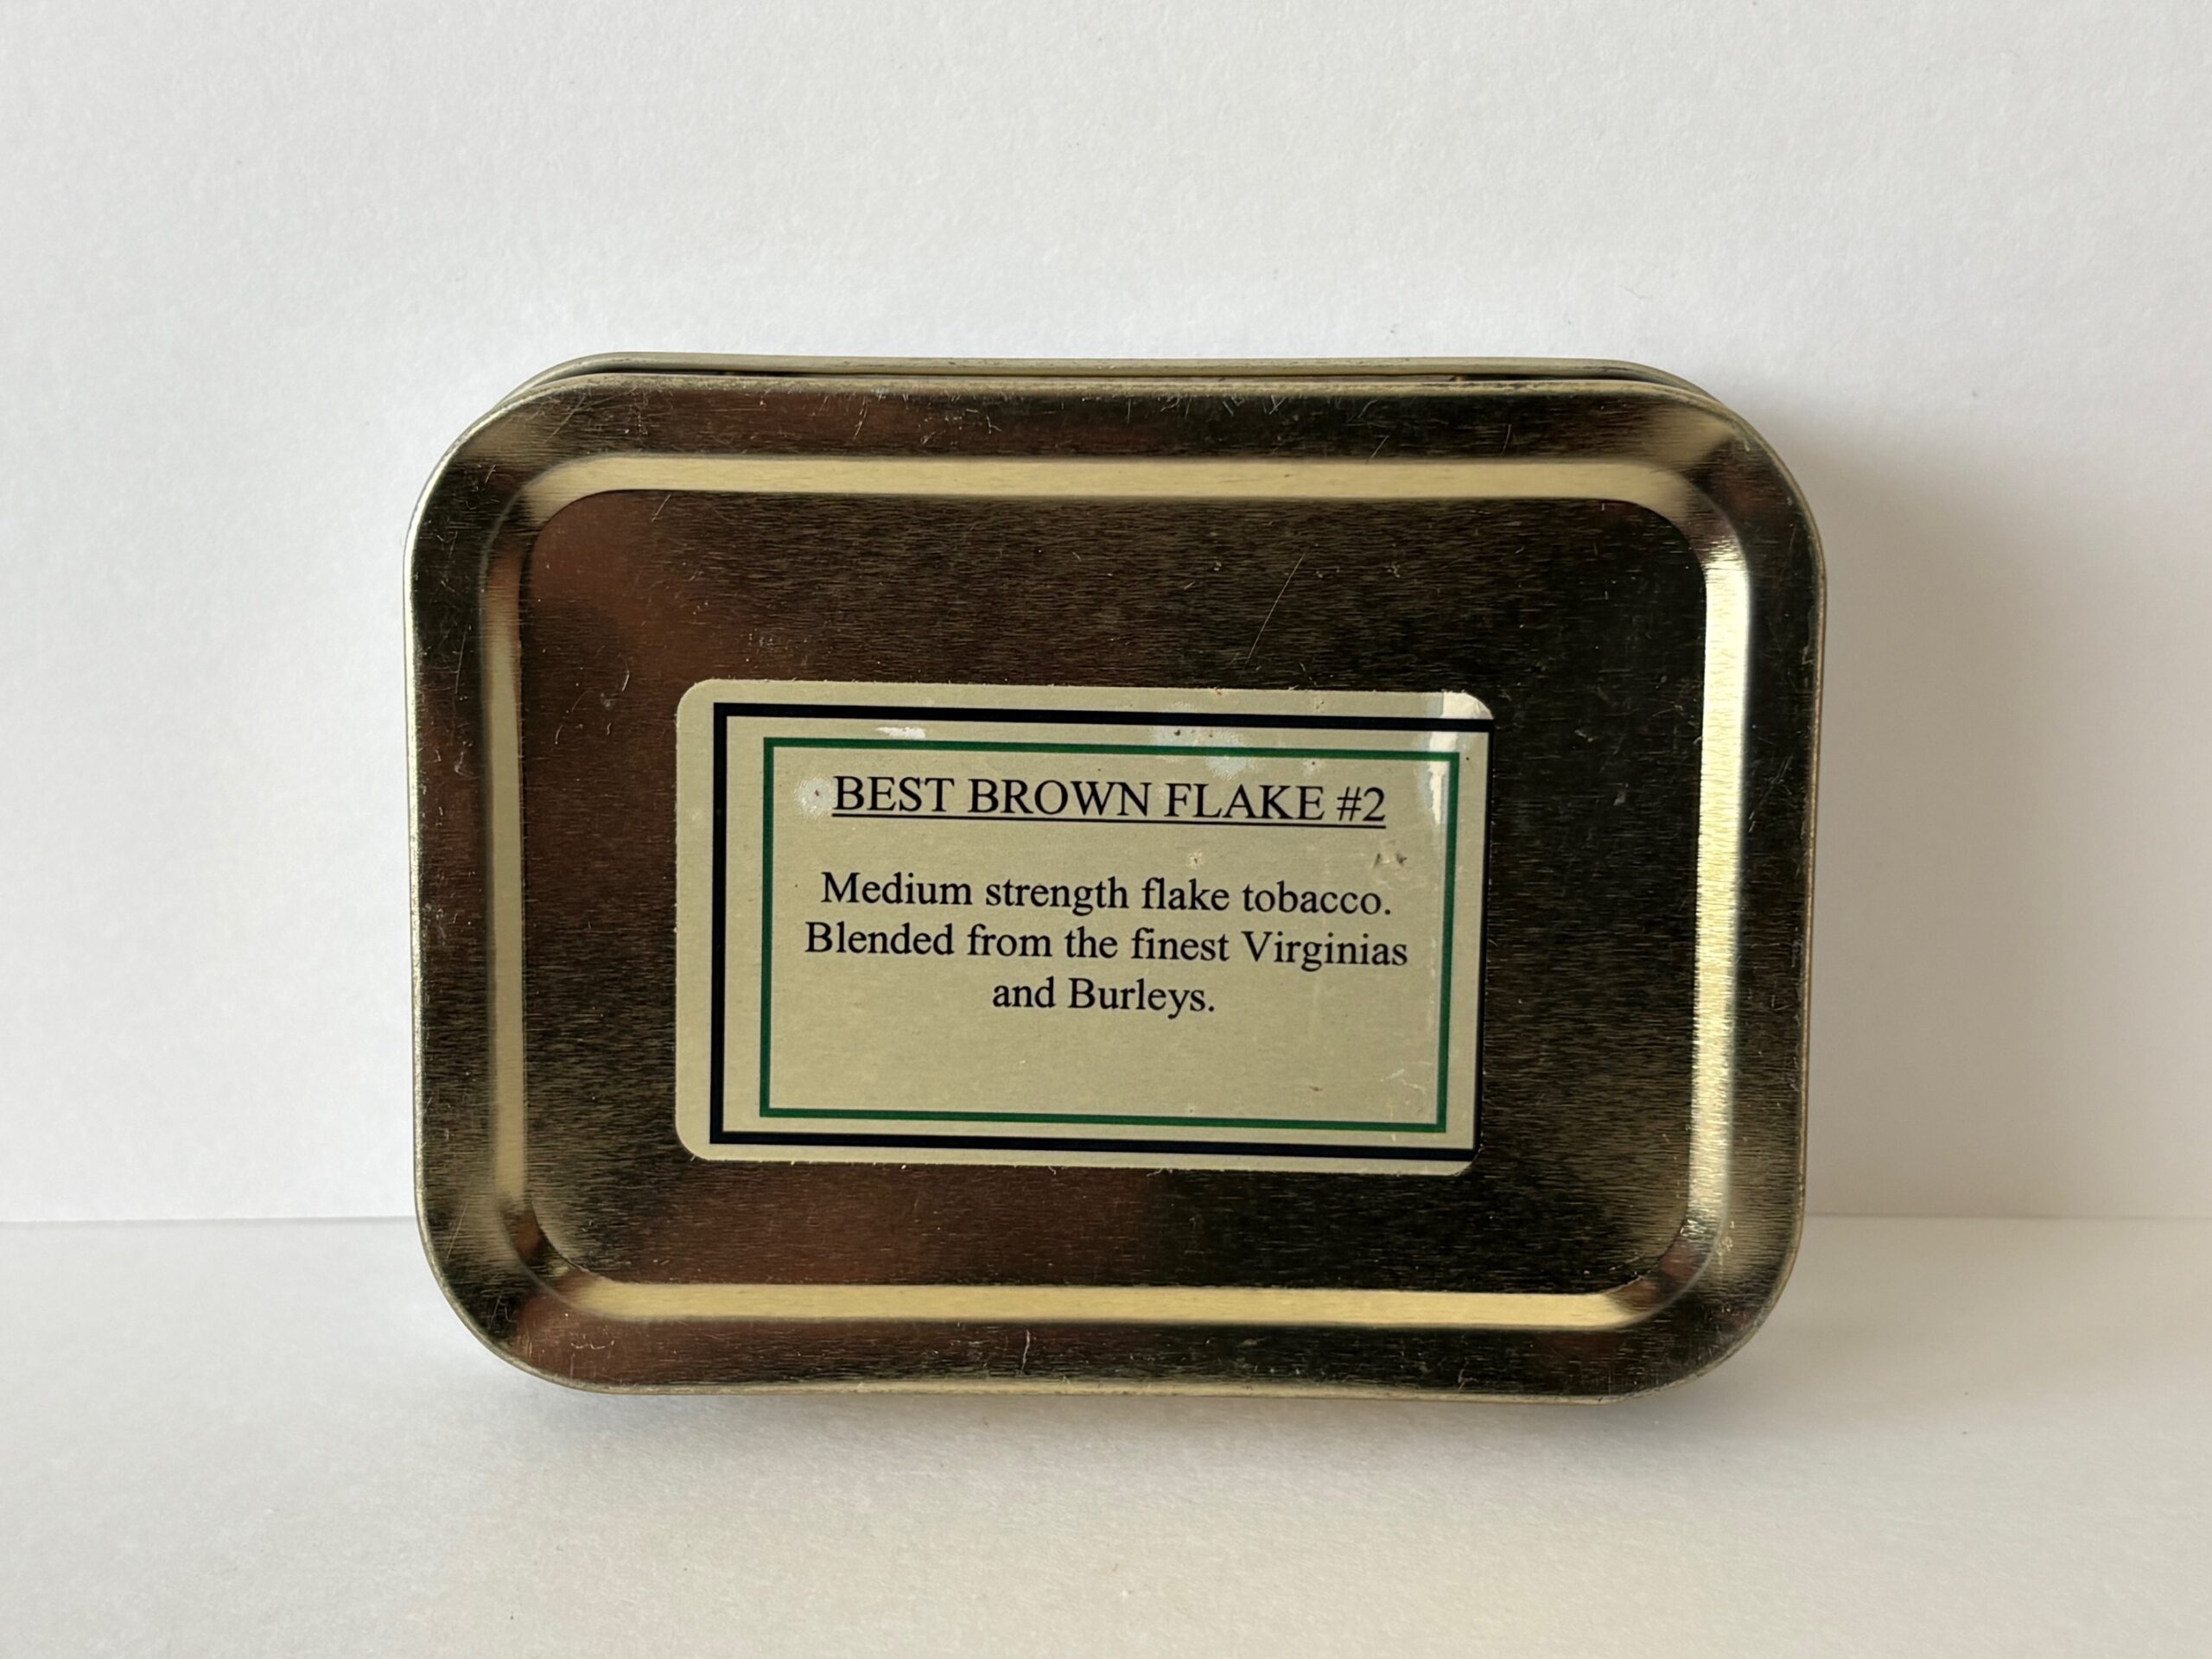 BEST BROWN FLAKE #2
Medium strength flake tobacco.
Blended from the finest Virginias
and Burleys.